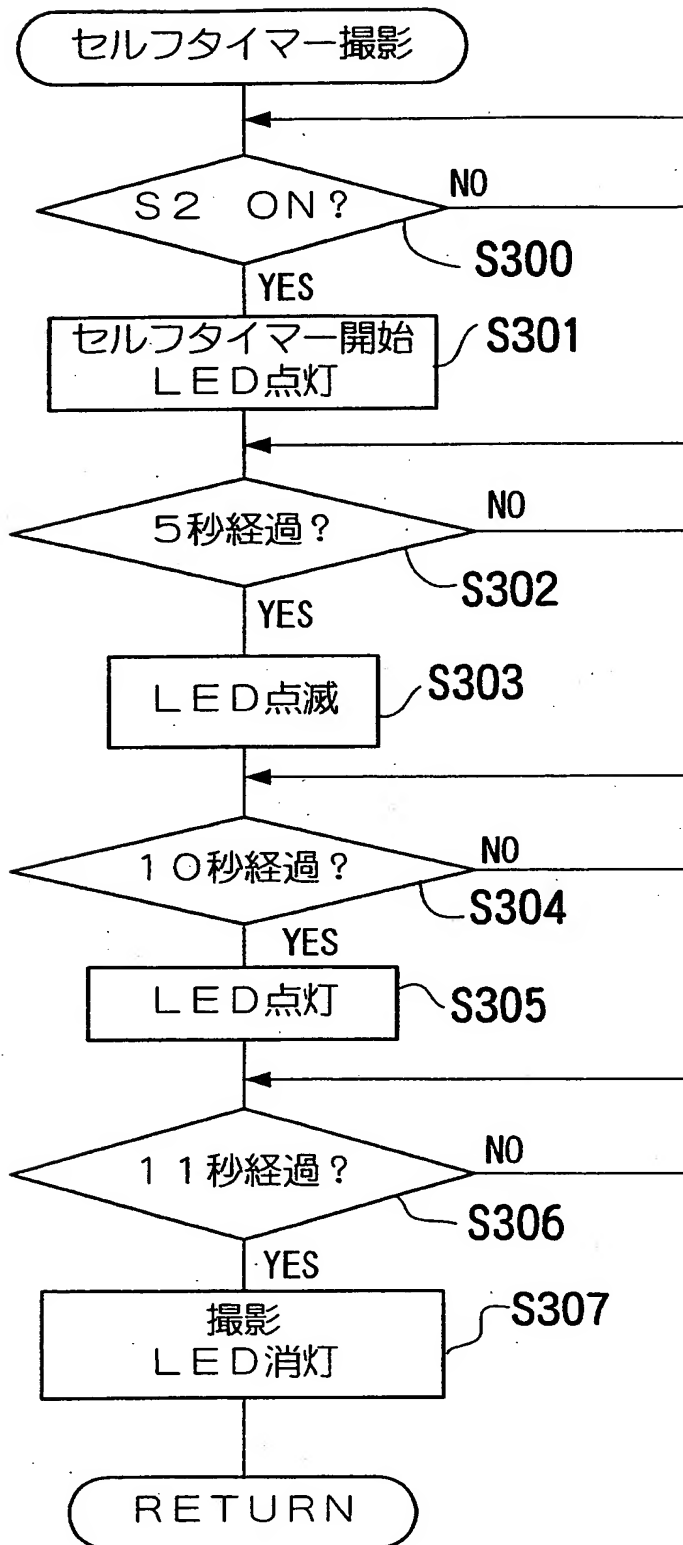 セルフタイマー撮影
S2 ON?
NO
S300
YES
セルフタイマー開始
LED点灯
S301
5秒経過?
NO
S302
YES
LED点滅
S303
10秒経過?
NO
S304
YES
LED点灯
S305
11秒経過?
NO
S306
YES
撮影
LED消灯
S307
RETURN